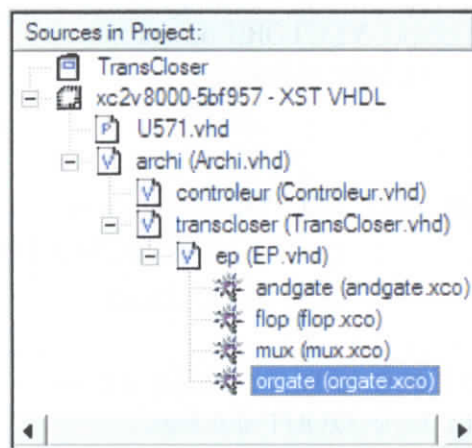 Sources in Project:
TransCloser
xc2v8000-5bf957 - XST VHDL
U571.vhd
archi (Archi.vhd)
controleur (Controleur.vhd)
transcloser (TransCloser.vhd)
ep (EP.vhd)
andgate (andgate.xco)
flop (flop.xco)
mux (mux.xco)
orgate (orgate.xco)